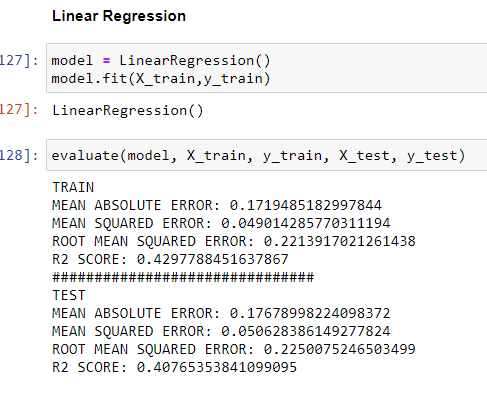 Linear Regression
127]: model = LinearRegression()
model.fit(X_train,y_train)
127]: LinearRegression()
128]: evaluate(model, X_train, y_train, X_test, y_test)
TRAIN
MEAN ABSOLUTE ERROR: 0.1719485182997844
MEAN SQUARED ERROR: 0.049014285770311194
ROOT MEAN SQUARED ERROR: 0.2213917021261438
R2 SCORE: 0.4297788451637867
###############################
TEST
MEAN ABSOLUTE ERROR: 0.17678998224098372
MEAN SQUARED ERROR: 0.050628386149277824
ROOT MEAN SQUARED ERROR: 0.2250075246503499
R2 SCORE: 0.40765353841099095